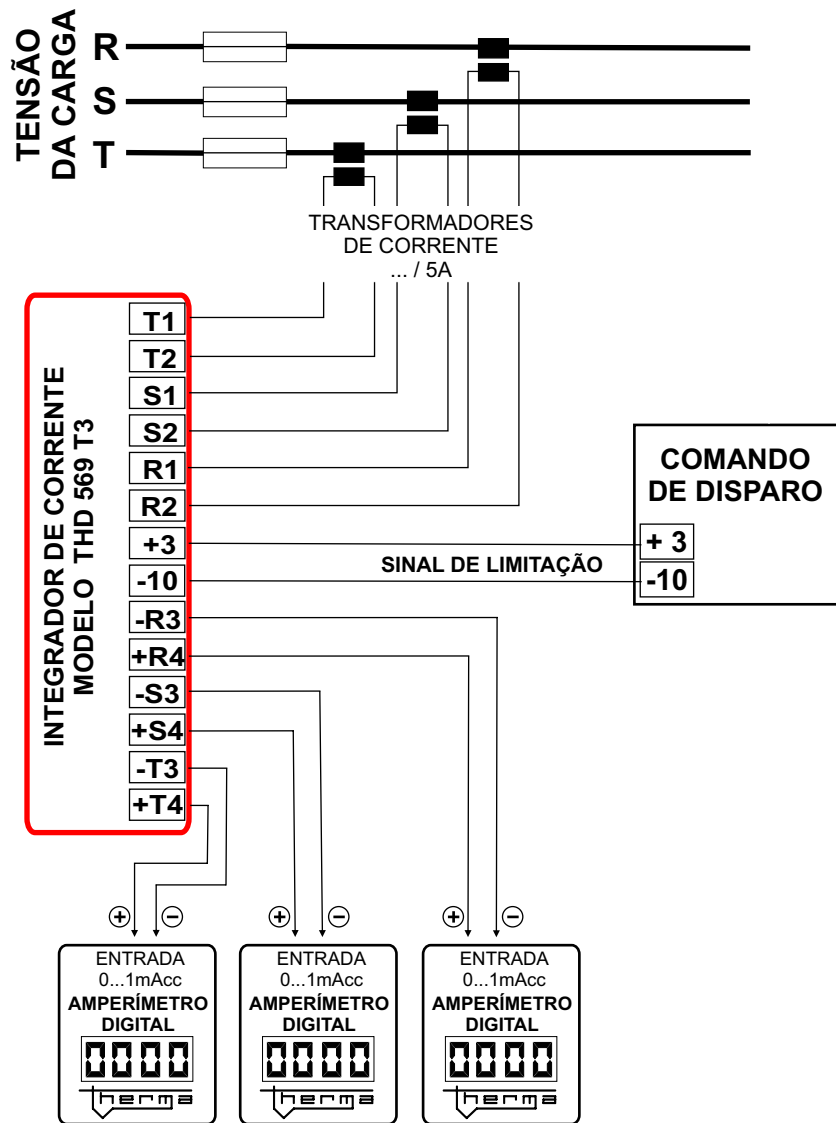 TENSÃO
DA CARGA
R
S
T
TRANSFORMADORES
DE CORRENTE
... / 5A
INTEGRADOR DE CORRENTE
MODELO THD 569 T3
T1
T2
S1
S2
R1
R2
+3
-10
-R3
+R4
-S3
+S4
-T3
+T4
SINAL DE LIMITAÇÃO
COMANDO
DE DISPARO
+ 3
-10
+ −
ENTRADA
0...1mAcc
AMPERÍMETRO
DIGITAL
0000
therma
+ −
ENTRADA
0...1mAcc
AMPERÍMETRO
DIGITAL
0000
therma
+ −
ENTRADA
0...1mAcc
AMPERÍMETRO
DIGITAL
0000
therma